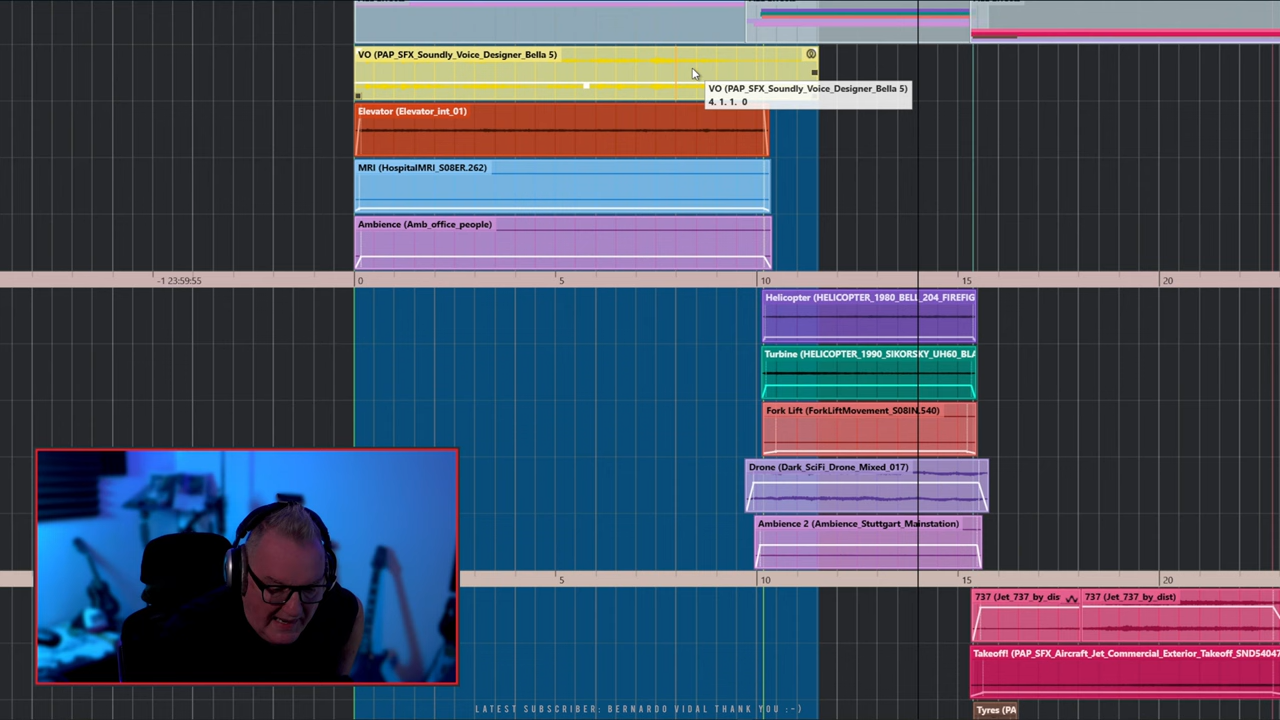 VO (PAP_SFX_Soundly_Voice_Designer_Bella 5)
VO (PAP_SFX_Soundly_Voice_Designer_Bella 5)
4. 1. 1. 0
Elevator (Elevator_int_01)
MRI (HospitalMRI_S08ER.262)
Ambience (Amb_office_people)
-1 23:59:55
0
5
10
15
20
Helicopter (HELICOPTER_1980_BELL_204_FIREFIG
Turbine (HELICOPTER_1990_SIKORSKY_UH60_BLA
Fork Lift (ForkLiftMovement_S08IN.540)
Drone (Dark_SciFi_Drone_Mixed_017)
Ambience 2 (Ambience_Stuttgart_Mainstation)
5
10
15
20
737 (Jet_737_by_dis
737 (Jet_737_by_dist)
Takeoff! (PAP_SFX_Aircraft_Jet_Commercial_Exterior_Takeoff_SND54047
Tyres (PA
LATEST SUBSCRIBER: BERNARDO VIDAL THANK YOU :-)